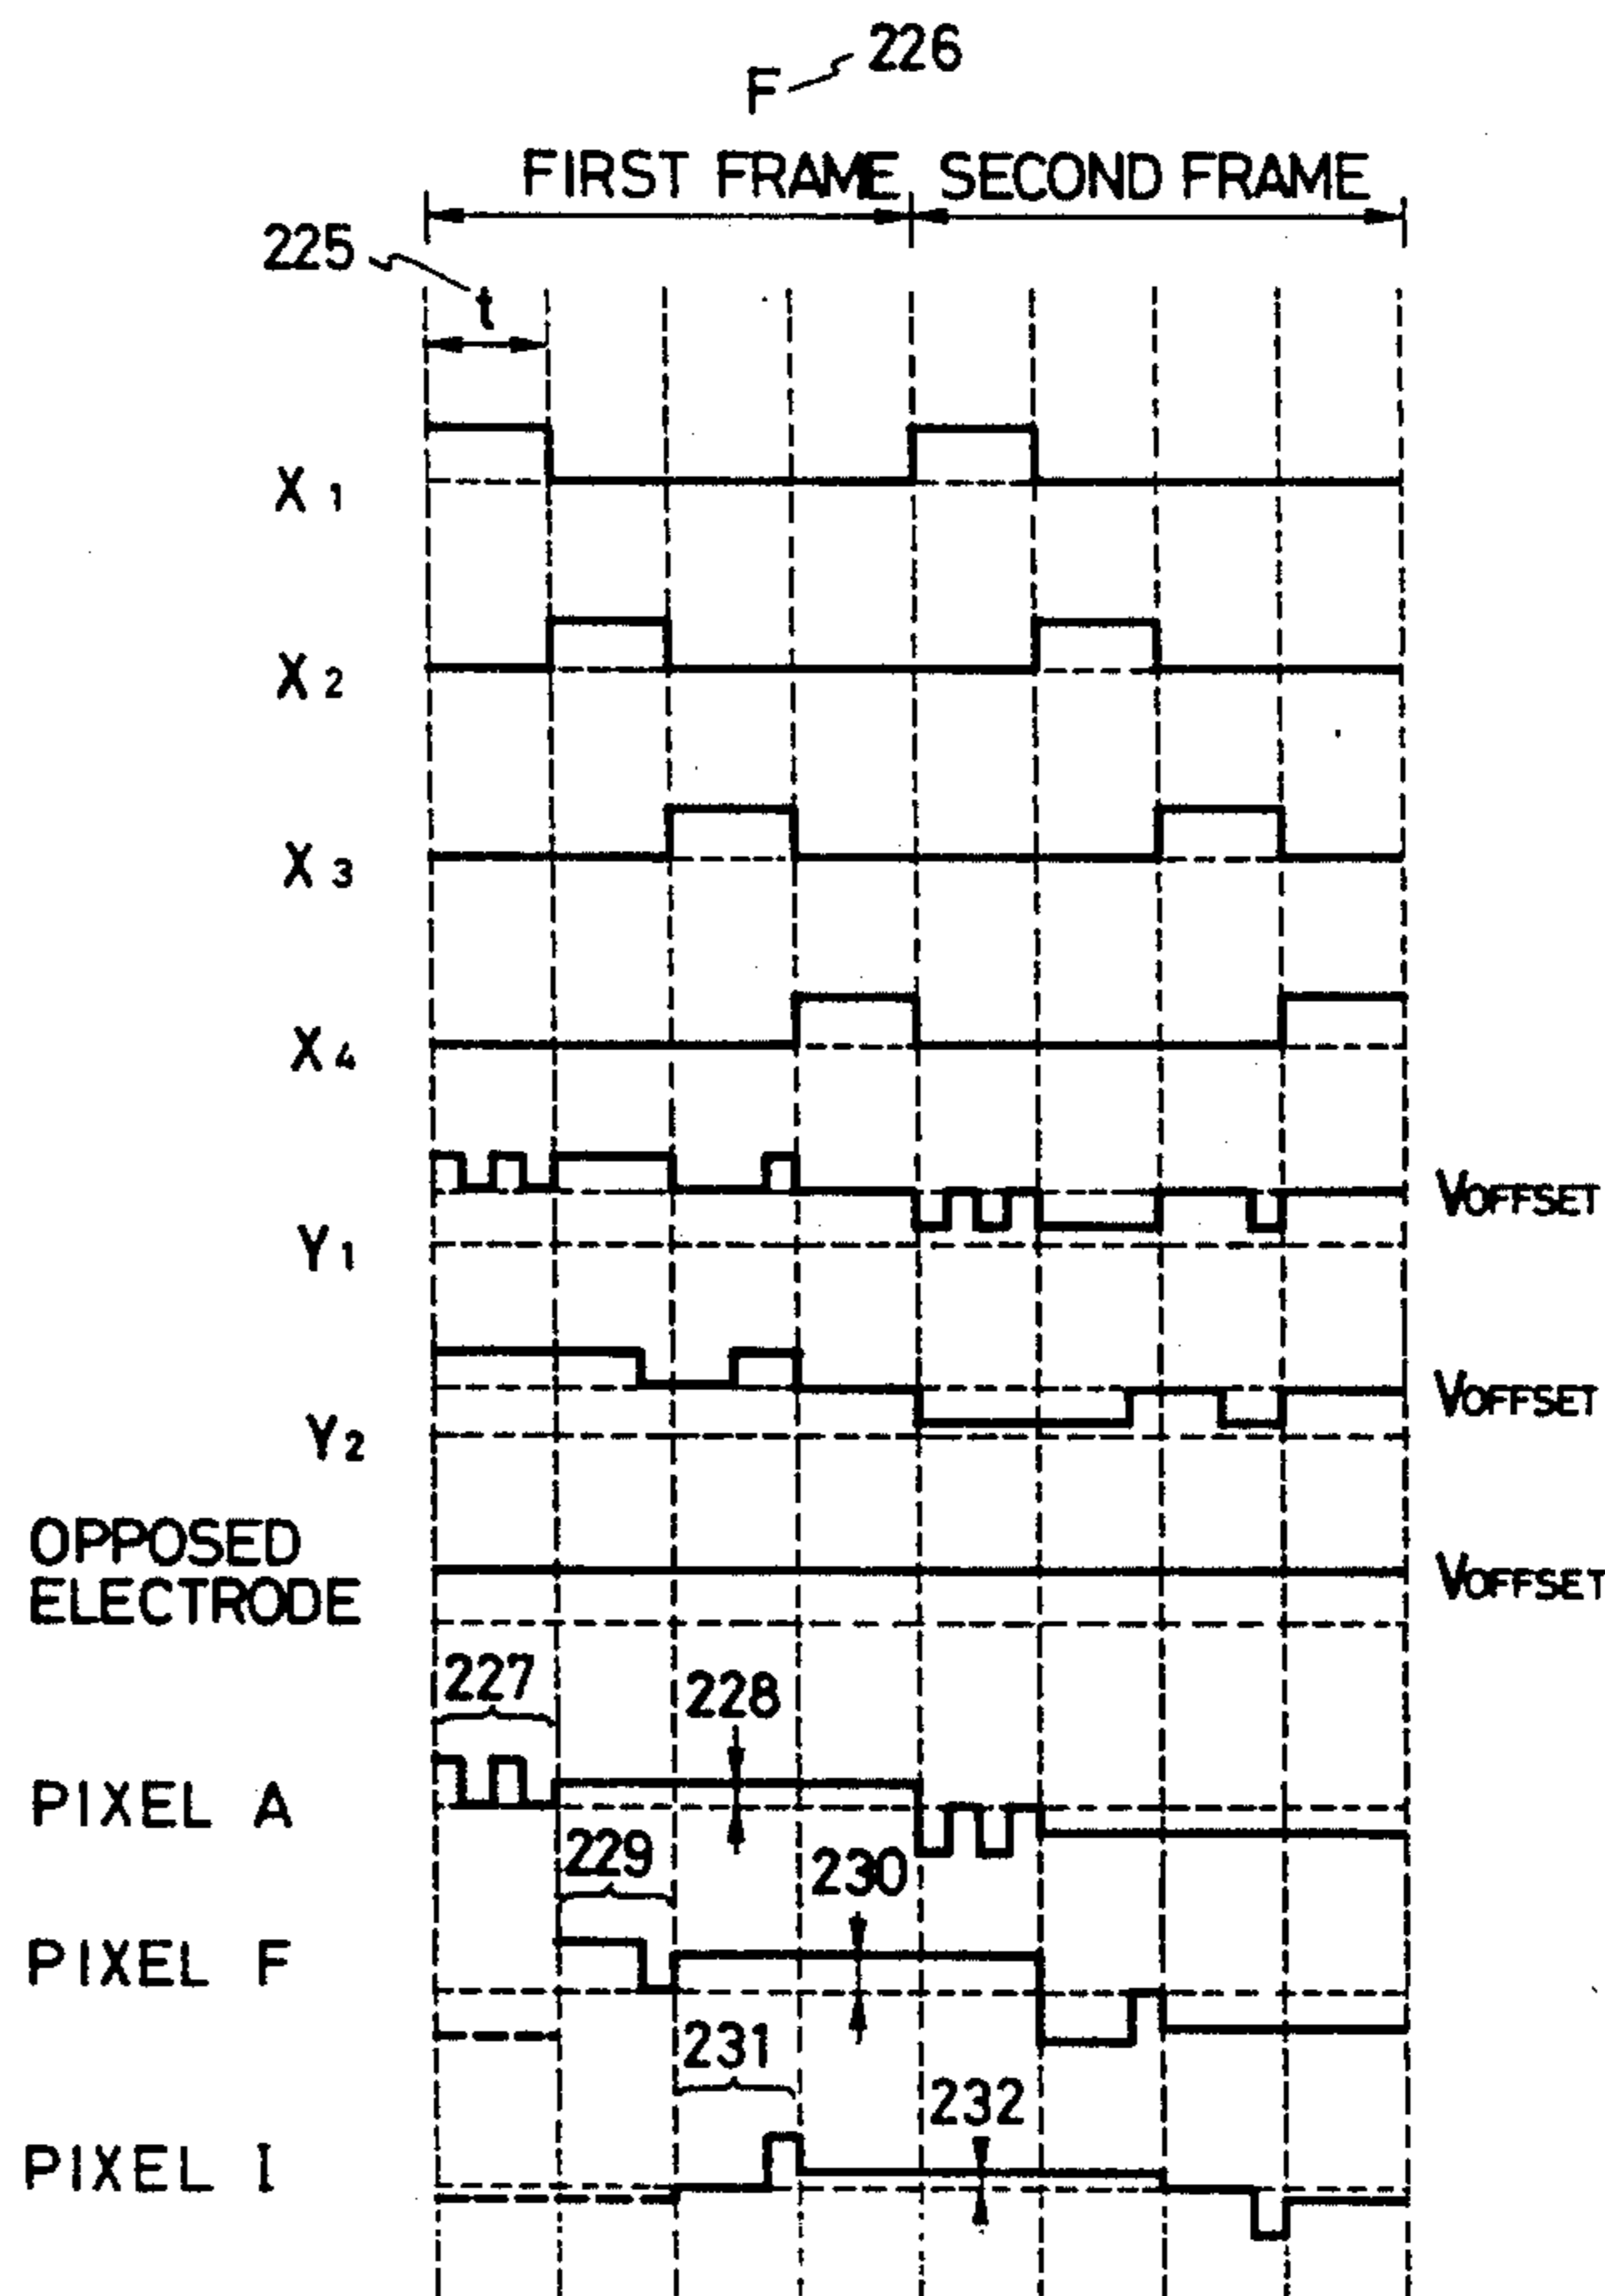 226
F
FIRST FRAME SECOND FRAME
225
t
X1
X2
X3
X4
VOFFSET
Y1
VOFFSET
Y2
OPPOSED
ELECTRODE
VOFFSET
227
228
PIXEL A
229
230
PIXEL F
231
232
PIXEL I